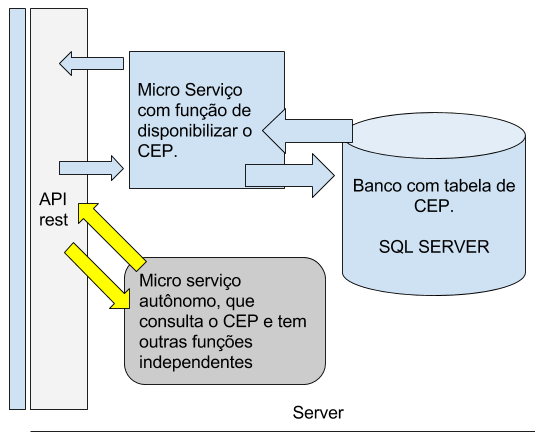 Micro Serviço
com função de
disponibilizar o
CEP.
Banco com tabela de
CEP.
SQL SERVER
API
rest
Micro serviço
autônomo, que
consulta o CEP e tem
outras funções
independentes
Server